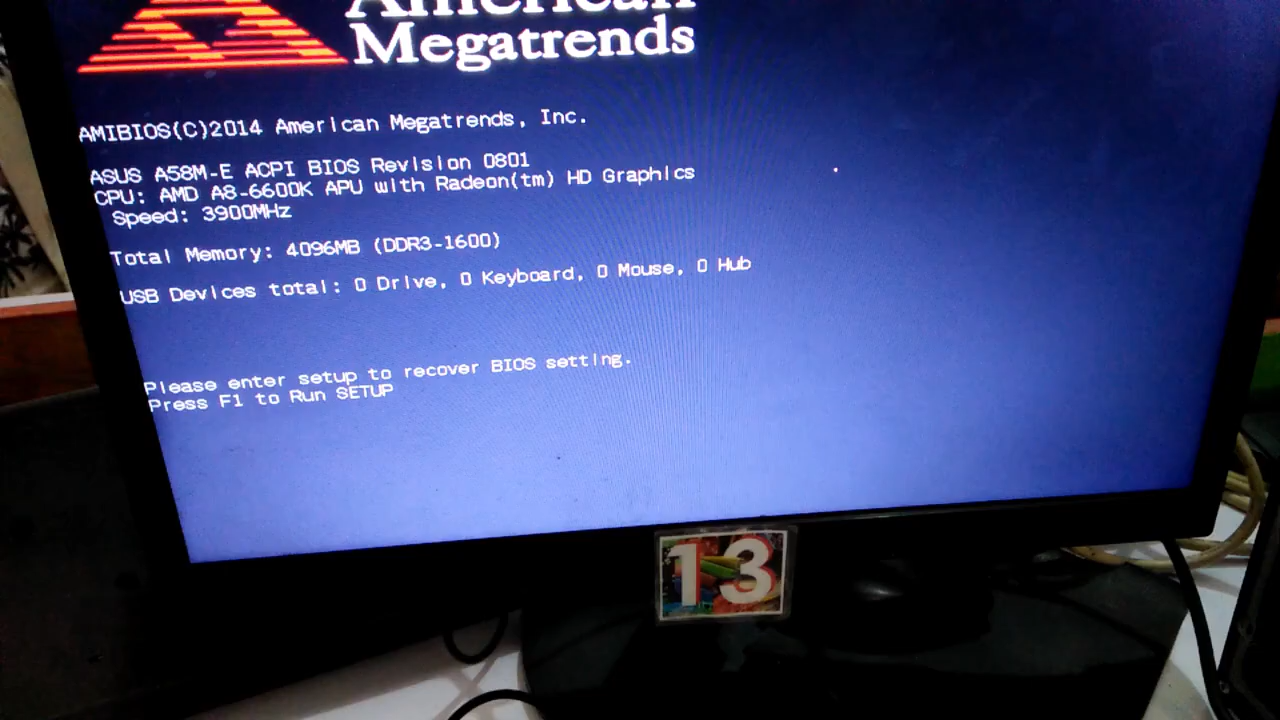 American
Megatrends
AMIBIOS(C)2014 American Megatrends, Inc.
ASUS A58M-E ACPI BIOS Revision 0801
CPU: AMD A8-6600K APU with Radeon(tm) HD Graphics
Speed: 3900MHz
Total Memory: 4096MB (DDR3-1600)
USB Devices total: 0 Drive, 0 Keyboard, 0 Mouse, 0 Hub
Please enter setup to recover BIOS setting.
Press F1 to Run SETUP
13